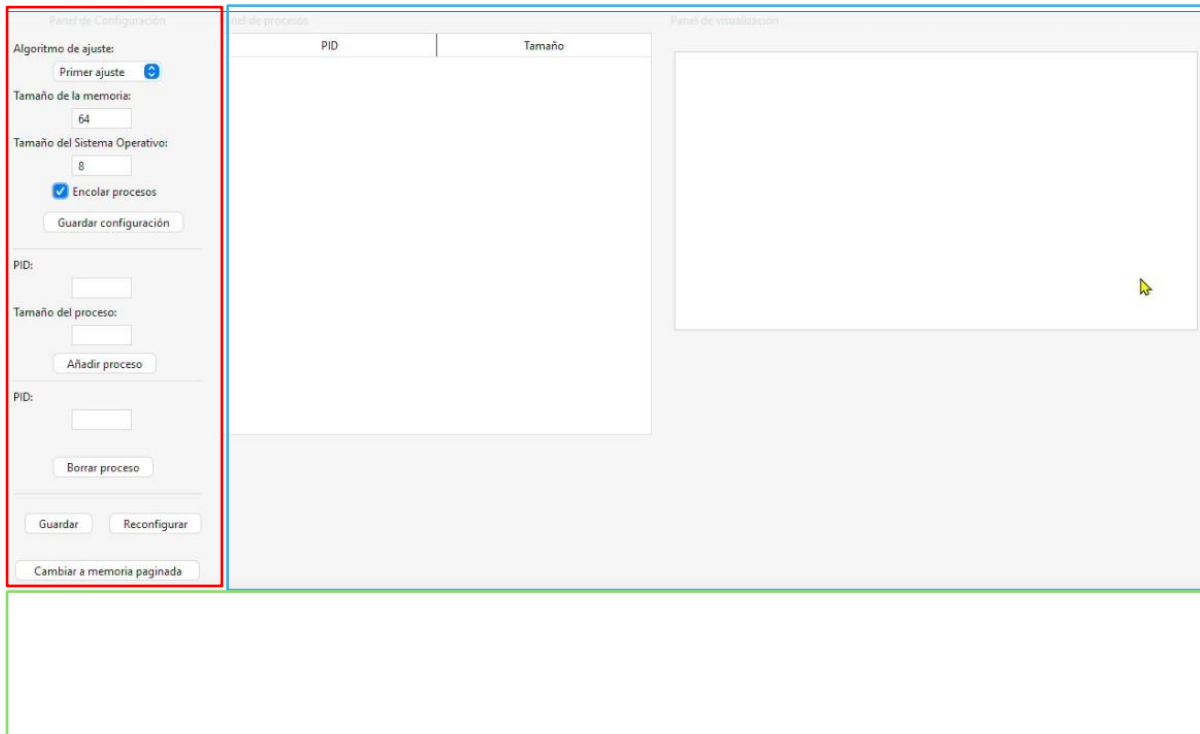 Panel de Configuración
Algoritmo de ajuste:
Primer ajuste
Tamaño de la memoria:
64
Tamaño del Sistema Operativo:
8
Encolar procesos
Guardar configuración
PID:
Tamaño del proceso:
Añadir proceso
PID:
Borrar proceso
Guardar Reconfigurar
Cambiar a memoria paginada
de procesos
PID Tamaño
Panel de visualización